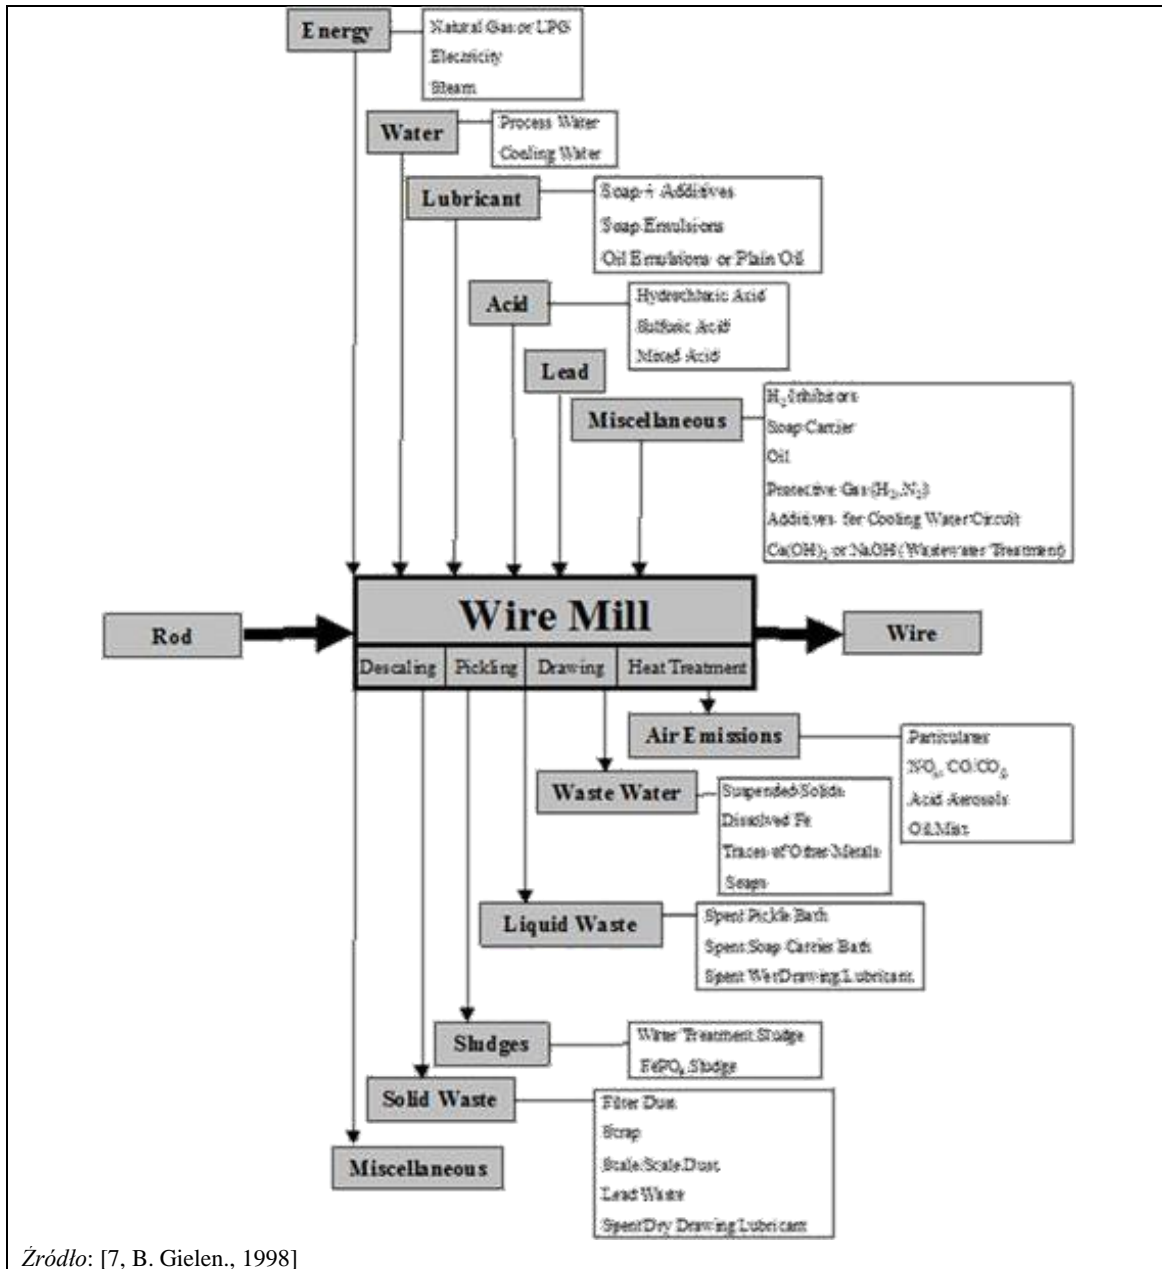 Energy
Natural Gas or LPG
Electricity
Steam
Water
Process Water
Cooling Water
Lubricant
Soap + Additives
Soap Emulsions
Oil Emulsions or Plain Oil
Acid
Hydrochloric Acid
Sulfuric Acid
Mixed Acid
Lead
Miscellaneous
H₂ Inhibitors
Soap Carrier
Oil
Protective Gas (H₂, N₂)
Additives for Cooling Water Circuit
Ca(OH)₂ or NaOH (Wastewater Treatment)
Rod
Wire Mill
Wire
Descaling
Pickling
Drawing
Heat Treatment
Air Emissions
Particulates
NOₓ, CO/CO₂
Acid Aerosols
Oil Mist
Waste Water
Suspended Solids
Dissolved Fe
Traces of Other Metals
Soaps
Liquid Waste
Spent Pickle Bath
Spent Soap Carrier Bath
Spent Wet Drawing Lubricant
Sludges
Water Treatment Sludge
FePO₄ Sludge
Solid Waste
Filter Dust
Scrap
Scale/Scale Dust
Lead Waste
Spent Dry Drawing Lubricant
Miscellaneous
Źródło: [7, B. Gielen., 1998]